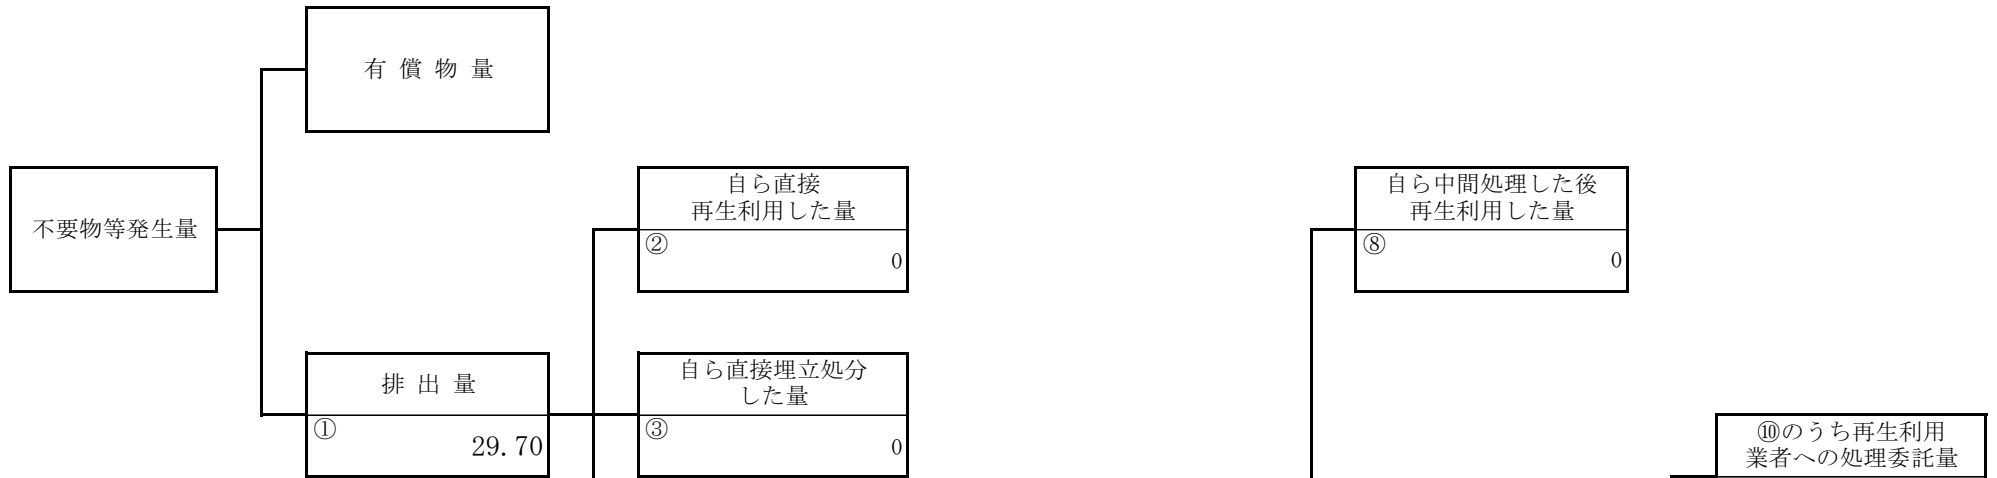 有償物量
不要物等発生量
自ら直接
再生利用した量
②
0
自ら中間処理した後
再生利用した量
⑧
0
排出量
①
29.70
自ら直接埋立処分
した量
③
0
⑩のうち再生利用
業者への処理委託量